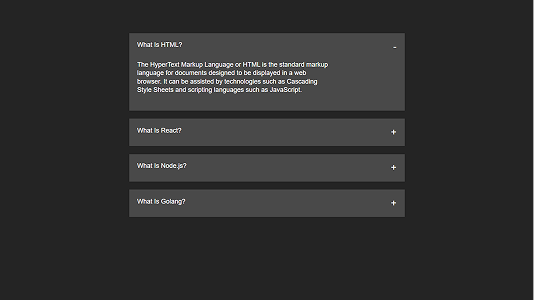 What Is HTML?
-
The HyperText Markup Language or HTML is the standard markup
language for documents designed to be displayed in a web
browser. It can be assisted by technologies such as Cascading
Style Sheets and scripting languages such as JavaScript.
What Is React?
+
What Is Node.js?
+
What Is Golang?
+